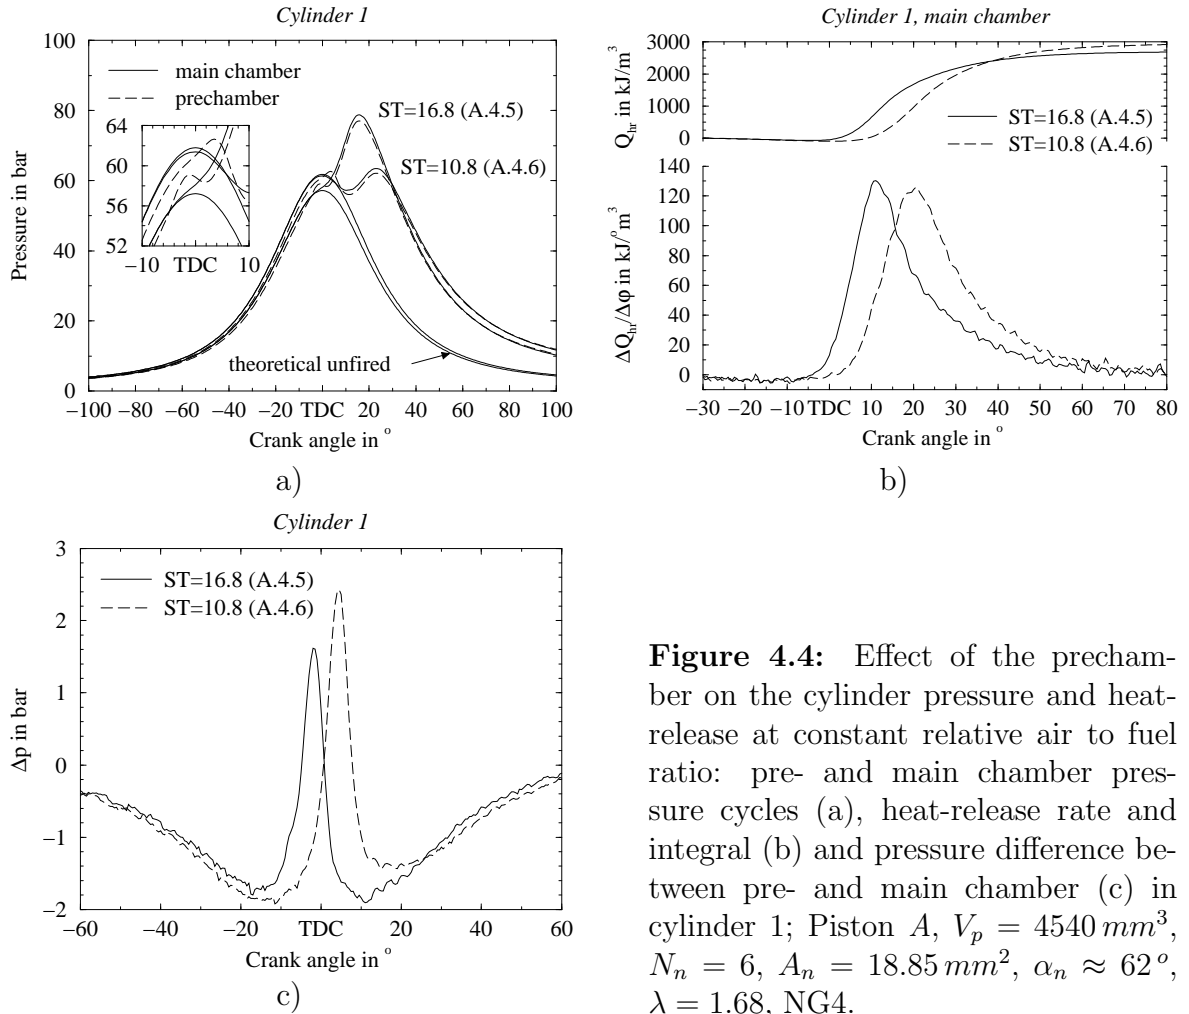 Cylinder 1
Pressure in bar
100
80
60
40
20
0
main chamber
prechamber
ST=16.8 (A.4.5)
ST=10.8 (A.4.6)
64
60
56
52
−10 TDC 10
theoretical unfired
−100 −80 −60 −40 −20 TDC 20 40 60 80 100
Crank angle in °
a)
Cylinder 1, main chamber
Q_hr in kJ/m³
3000
2000
1000
0
ST=16.8 (A.4.5)
ST=10.8 (A.4.6)
ΔQ_hr/Δφ in kJ/°m³
140
120
100
80
60
40
20
0
−30 −20 −10 TDC 10 20 30 40 50 60 70 80
Crank angle in °
b)
Cylinder 1
Δp in bar
3
2
1
0
−1
−2
ST=16.8 (A.4.5)
ST=10.8 (A.4.6)
−60 −40 −20 TDC 20 40 60
Crank angle in °
c)
Figure 4.4: Effect of the precham-
ber on the cylinder pressure and heat-
release at constant relative air to fuel
ratio: pre- and main chamber pres-
sure cycles (a), heat-release rate and
integral (b) and pressure difference be-
tween pre- and main chamber (c) in
cylinder 1; Piston A, V_p = 4540 mm³,
N_n = 6, A_n = 18.85 mm², α_n ≈ 62 °,
λ = 1.68, NG4.